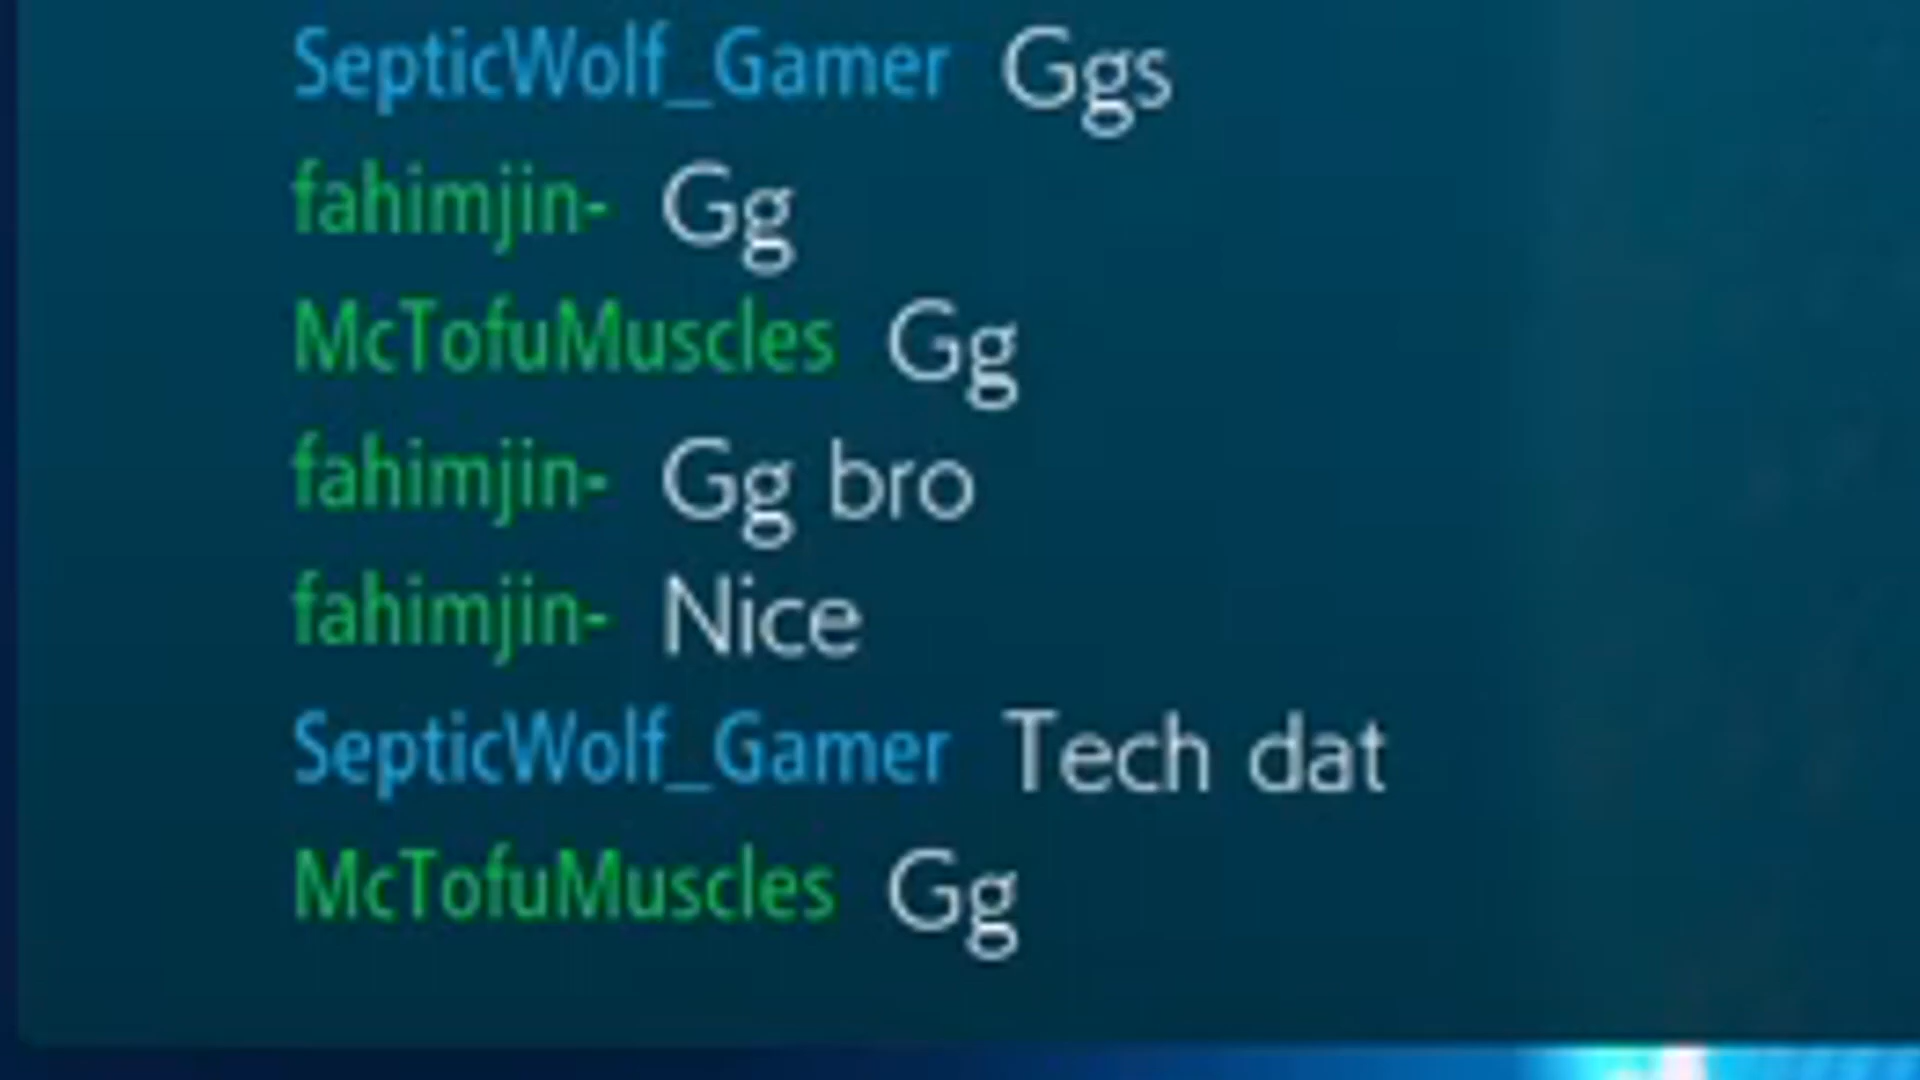 SepticWolf_Gamer Ggs
fahimjin- Gg
McTofuMuscles Gg
fahimjin- Gg bro
fahimjin- Nice
SepticWolf_Gamer Tech dat
McTofuMuscles Gg